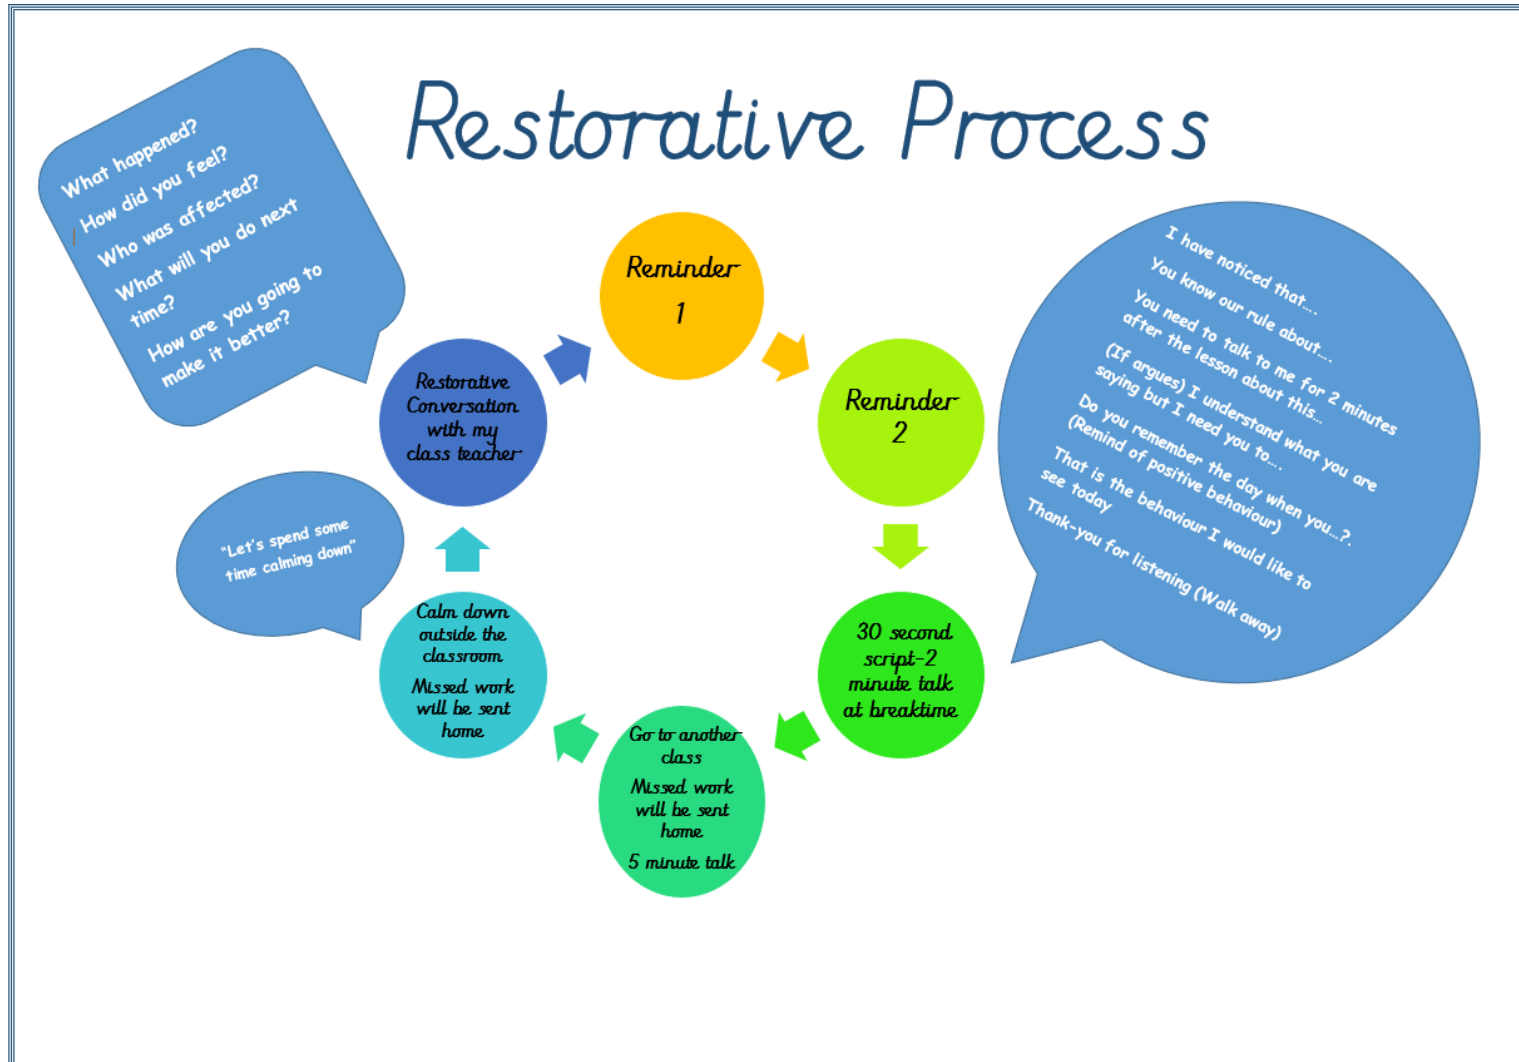 Restorative Process
What happened?
How did you feel?
Who was affected?
What will you do next
time?
How are you going to
make it better?
Reminder
1
Reminder
2
I have noticed that....
You know our rule about....
You need to talk to me for 2 minutes
after the lesson about this...
(If argues) I understand what you are
saying but I need you to....
Do you remember the day when you...?.
(Remind of positive behaviour)
That is the behaviour I would like to
see today
Thank-you for listening (Walk away)
30 second
script-2
minute talk
at breaktime
Go to another
class
Missed work
will be sent
home
5 minute talk
Calm down
outside the
classroom
Missed work
will be sent
home
"Let's spend some
time calming down"
Restorative
Conversation
with my
class teacher